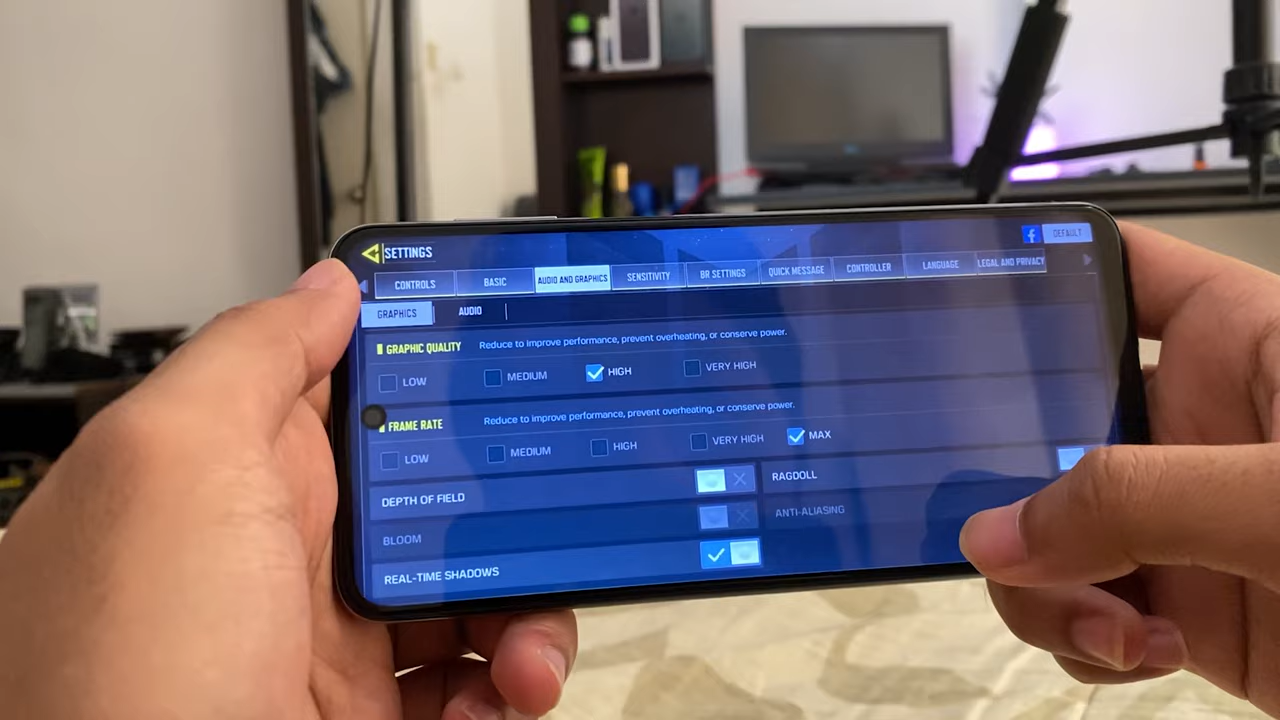 SETTINGS
DEFAULT
CONTROLS BASIC AUDIO AND GRAPHICS SENSITIVITY BR SETTINGS QUICK MESSAGE CONTROLLER LANGUAGE LEGAL AND PRIVACY
GRAPHICS AUDIO
GRAPHIC QUALITY Reduce to improve performance, prevent overheating, or conserve power.
LOW MEDIUM HIGH VERY HIGH
FRAME RATE Reduce to improve performance, prevent overheating, or conserve power.
LOW MEDIUM HIGH VERY HIGH MAX
DEPTH OF FIELD RAGDOLL
BLOOM ANTI-ALIASING
REAL-TIME SHADOWS